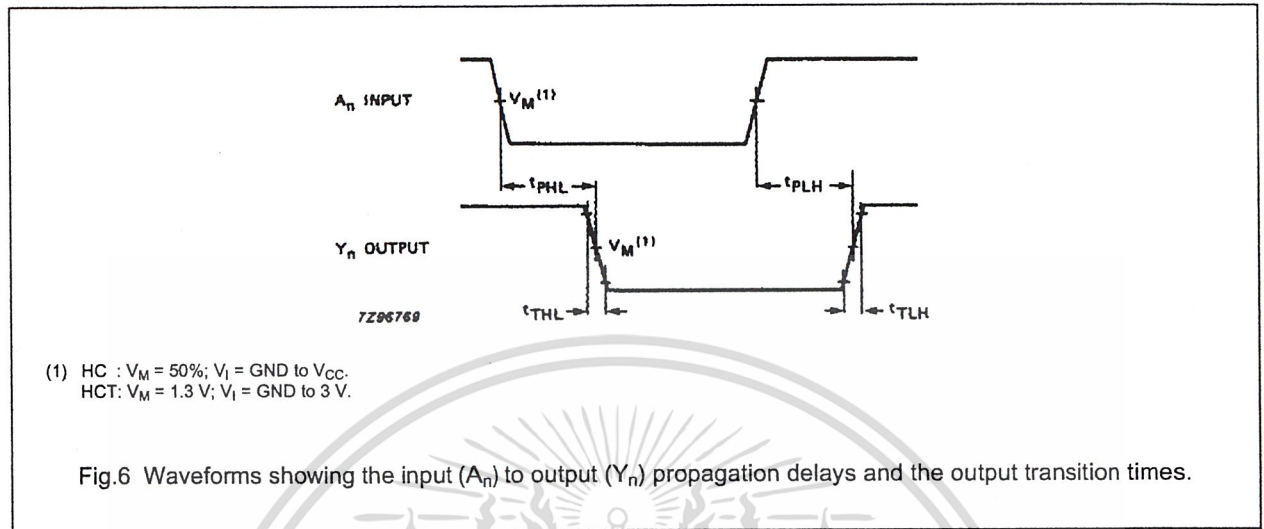 Aₙ INPUT
V_M⁽¹⁾
t_PHL
t_PLH
Yₙ OUTPUT
V_M⁽¹⁾
7Z96769
t_THL
t_TLH
(1) HC : V_M = 50%; V_I = GND to V_CC.
HCT: V_M = 1.3 V; V_I = GND to 3 V.
Fig.6 Waveforms showing the input (Aₙ) to output (Yₙ) propagation delays and the output transition times.